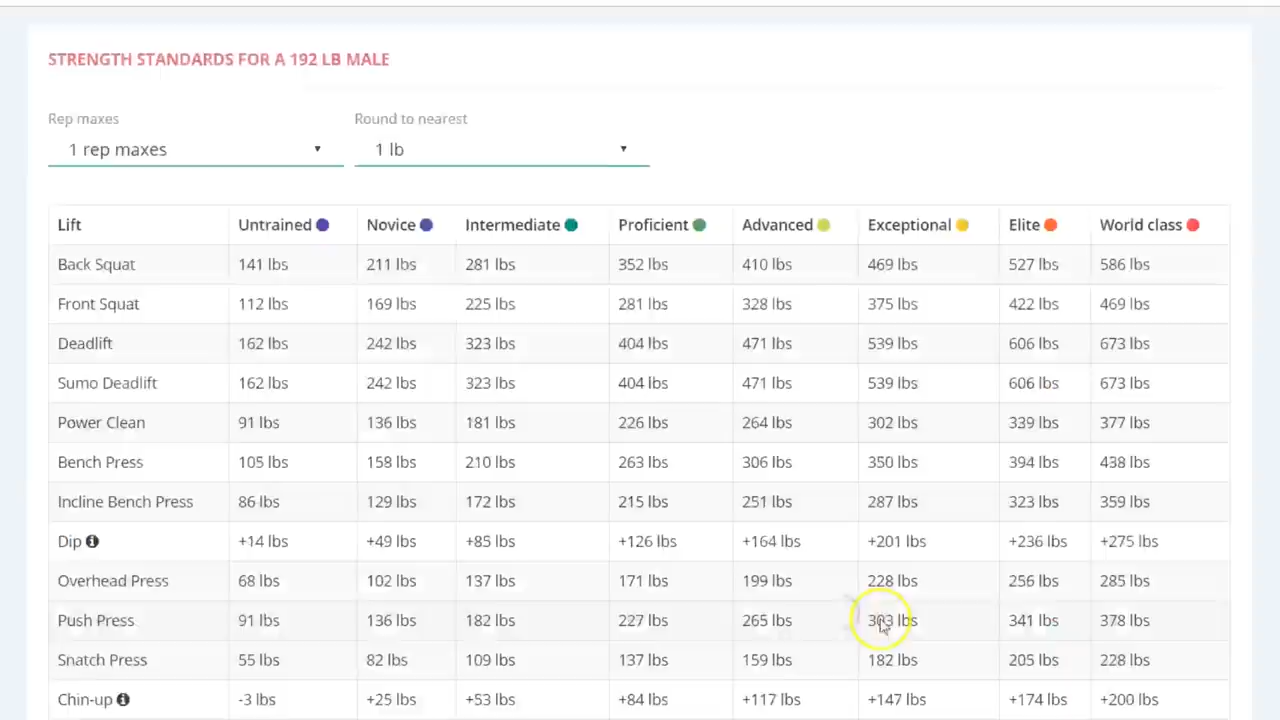 STRENGTH STANDARDS FOR A 192 LB MALE
Rep maxes Round to nearest
1 rep maxes 1 lb
Lift Untrained Novice Intermediate Proficient Advanced Exceptional Elite World class
Back Squat 141 lbs 211 lbs 281 lbs 352 lbs 410 lbs 469 lbs 527 lbs 586 lbs
Front Squat 112 lbs 169 lbs 225 lbs 281 lbs 328 lbs 375 lbs 422 lbs 469 lbs
Deadlift 162 lbs 242 lbs 323 lbs 404 lbs 471 lbs 539 lbs 606 lbs 673 lbs
Sumo Deadlift 162 lbs 242 lbs 323 lbs 404 lbs 471 lbs 539 lbs 606 lbs 673 lbs
Power Clean 91 lbs 136 lbs 181 lbs 226 lbs 264 lbs 302 lbs 339 lbs 377 lbs
Bench Press 105 lbs 158 lbs 210 lbs 263 lbs 306 lbs 350 lbs 394 lbs 438 lbs
Incline Bench Press 86 lbs 129 lbs 172 lbs 215 lbs 251 lbs 287 lbs 323 lbs 359 lbs
Dip +14 lbs +49 lbs +85 lbs +126 lbs +164 lbs +201 lbs +236 lbs +275 lbs
Overhead Press 68 lbs 102 lbs 137 lbs 171 lbs 199 lbs 228 lbs 256 lbs 285 lbs
Push Press 91 lbs 136 lbs 182 lbs 227 lbs 265 lbs 303 lbs 341 lbs 378 lbs
Snatch Press 55 lbs 82 lbs 109 lbs 137 lbs 159 lbs 182 lbs 205 lbs 228 lbs
Chin-up -3 lbs +25 lbs +53 lbs +84 lbs +117 lbs +147 lbs +174 lbs +200 lbs